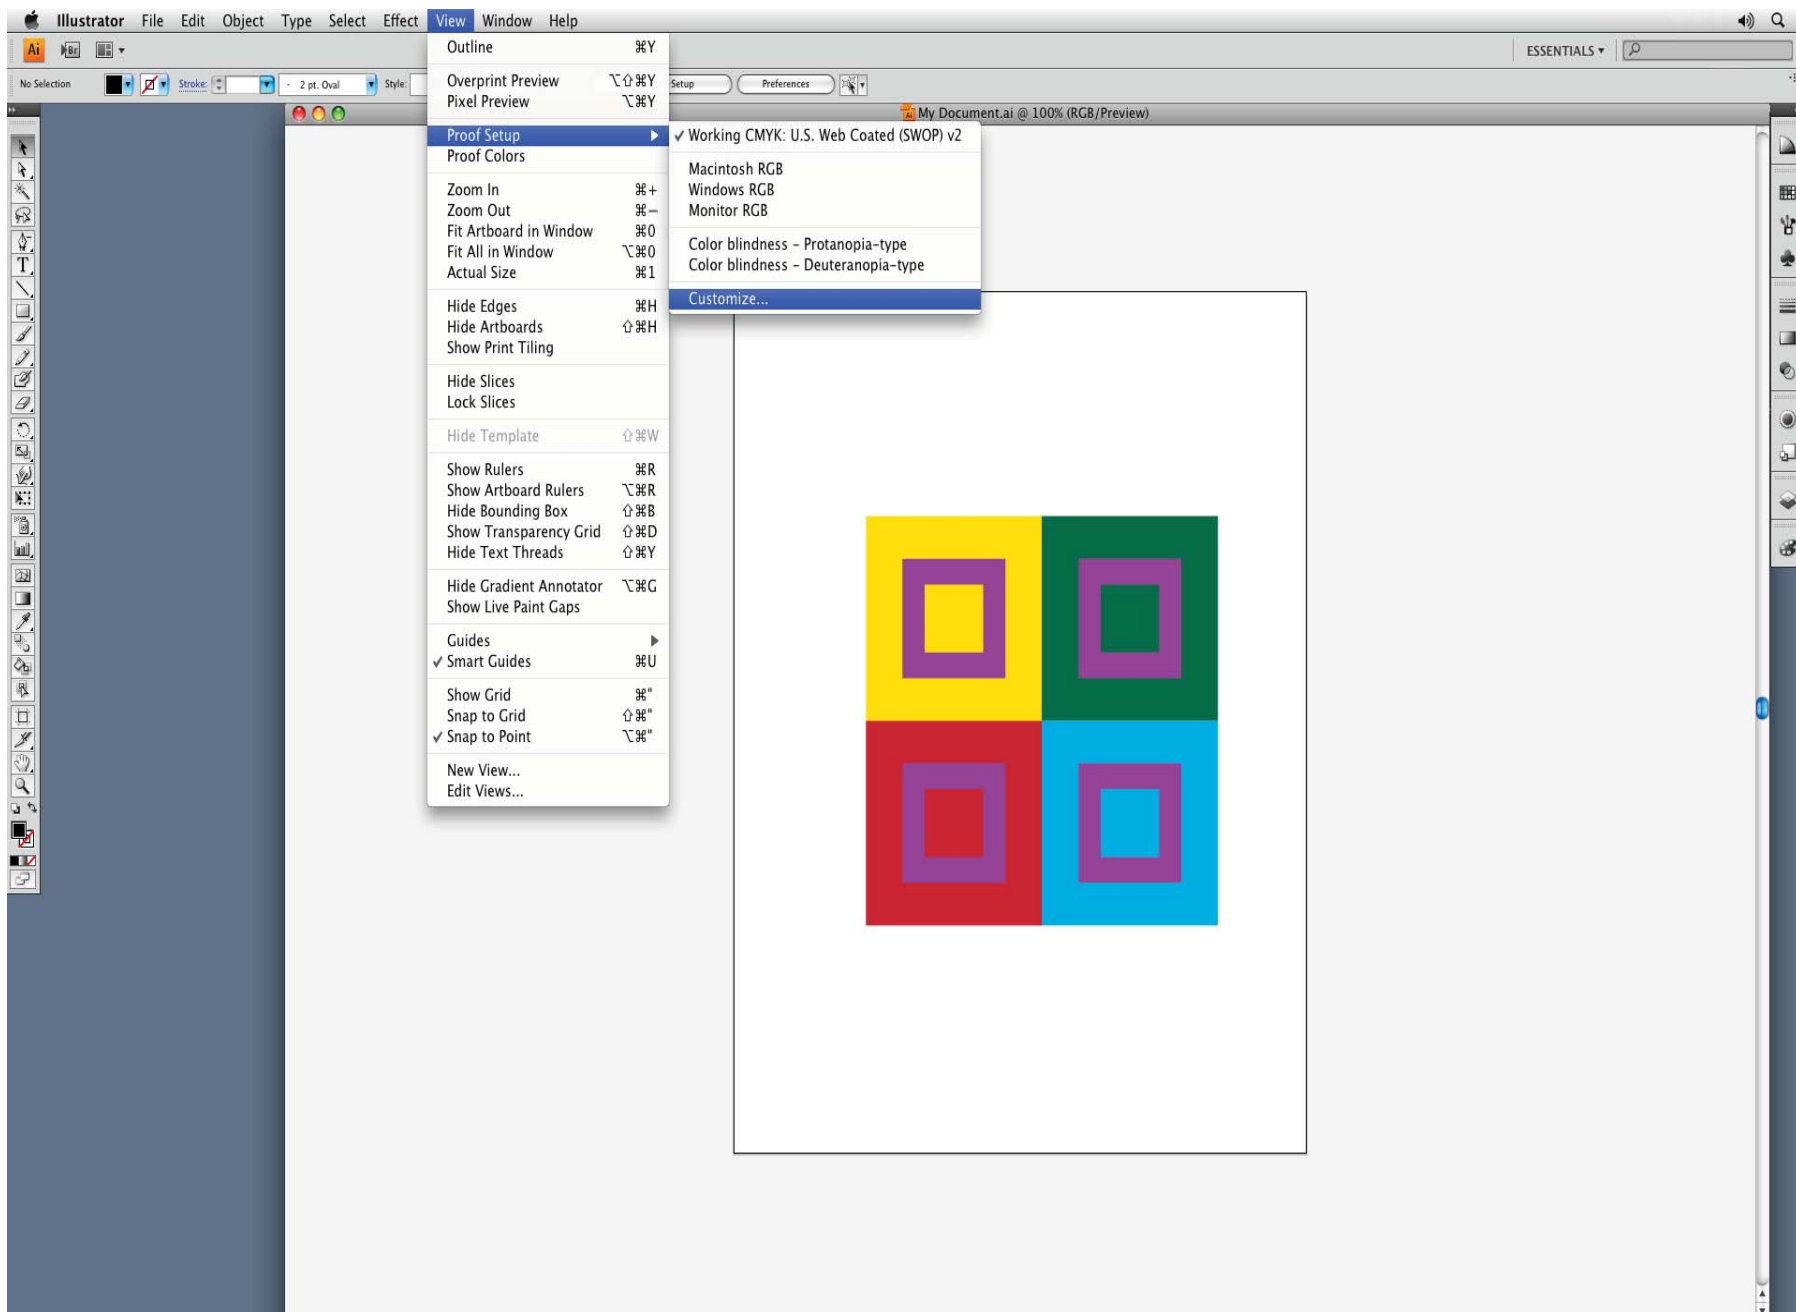 Illustrator File Edit Object Type Select Effect View Window Help
Ai Br ESSENTIALS
No Selection Stroke: 2 pt. Oval Style: Setup Preferences
My Document.ai @ 100% (RGB/Preview)
Outline ⌘Y
Overprint Preview ⌥⇧⌘Y
Pixel Preview ⌥⌘Y
Proof Setup
Proof Colors
Zoom In ⌘+
Zoom Out ⌘−
Fit Artboard in Window ⌘0
Fit All in Window ⌥⌘0
Actual Size ⌘1
Hide Edges ⌘H
Hide Artboards ⇧⌘H
Show Print Tiling
Hide Slices
Lock Slices
Hide Template ⇧⌘W
Show Rulers ⌘R
Show Artboard Rulers ⌥⌘R
Hide Bounding Box ⇧⌘B
Show Transparency Grid ⇧⌘D
Hide Text Threads ⇧⌘Y
Hide Gradient Annotator ⌥⌘G
Show Live Paint Gaps
Guides
✓ Smart Guides ⌘U
Show Grid ⌘"
Snap to Grid ⇧⌘"
✓ Snap to Point ⌥⌘"
New View...
Edit Views...
✓ Working CMYK: U.S. Web Coated (SWOP) v2
Macintosh RGB
Windows RGB
Monitor RGB
Color blindness – Protanopia-type
Color blindness – Deuteranopia-type
Customize...